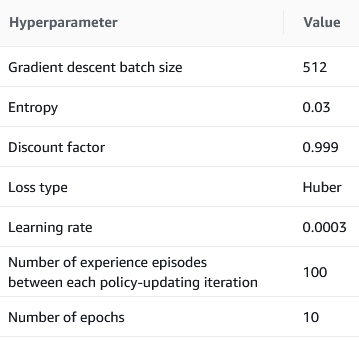 Hyperparameter Value
Gradient descent batch size 512
Entropy 0.03
Discount factor 0.999
Loss type Huber
Learning rate 0.0003
Number of experience episodes
between each policy-updating iteration 100
Number of epochs 10